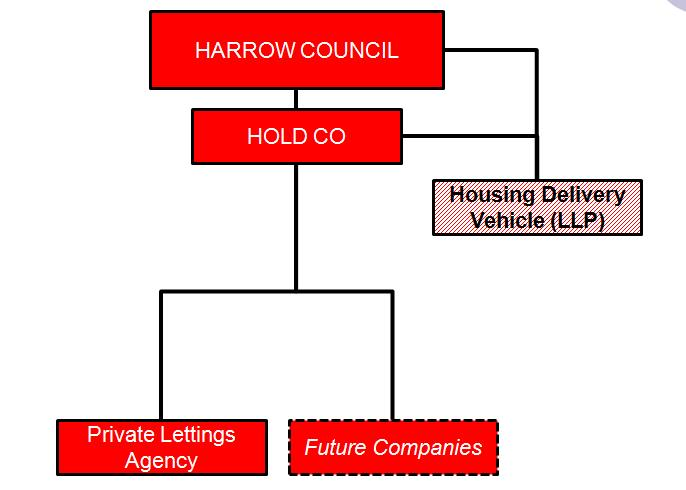 HARROW COUNCIL
HOLD CO
Housing Delivery
Vehicle (LLP)
Private Lettings
Agency
Future Companies